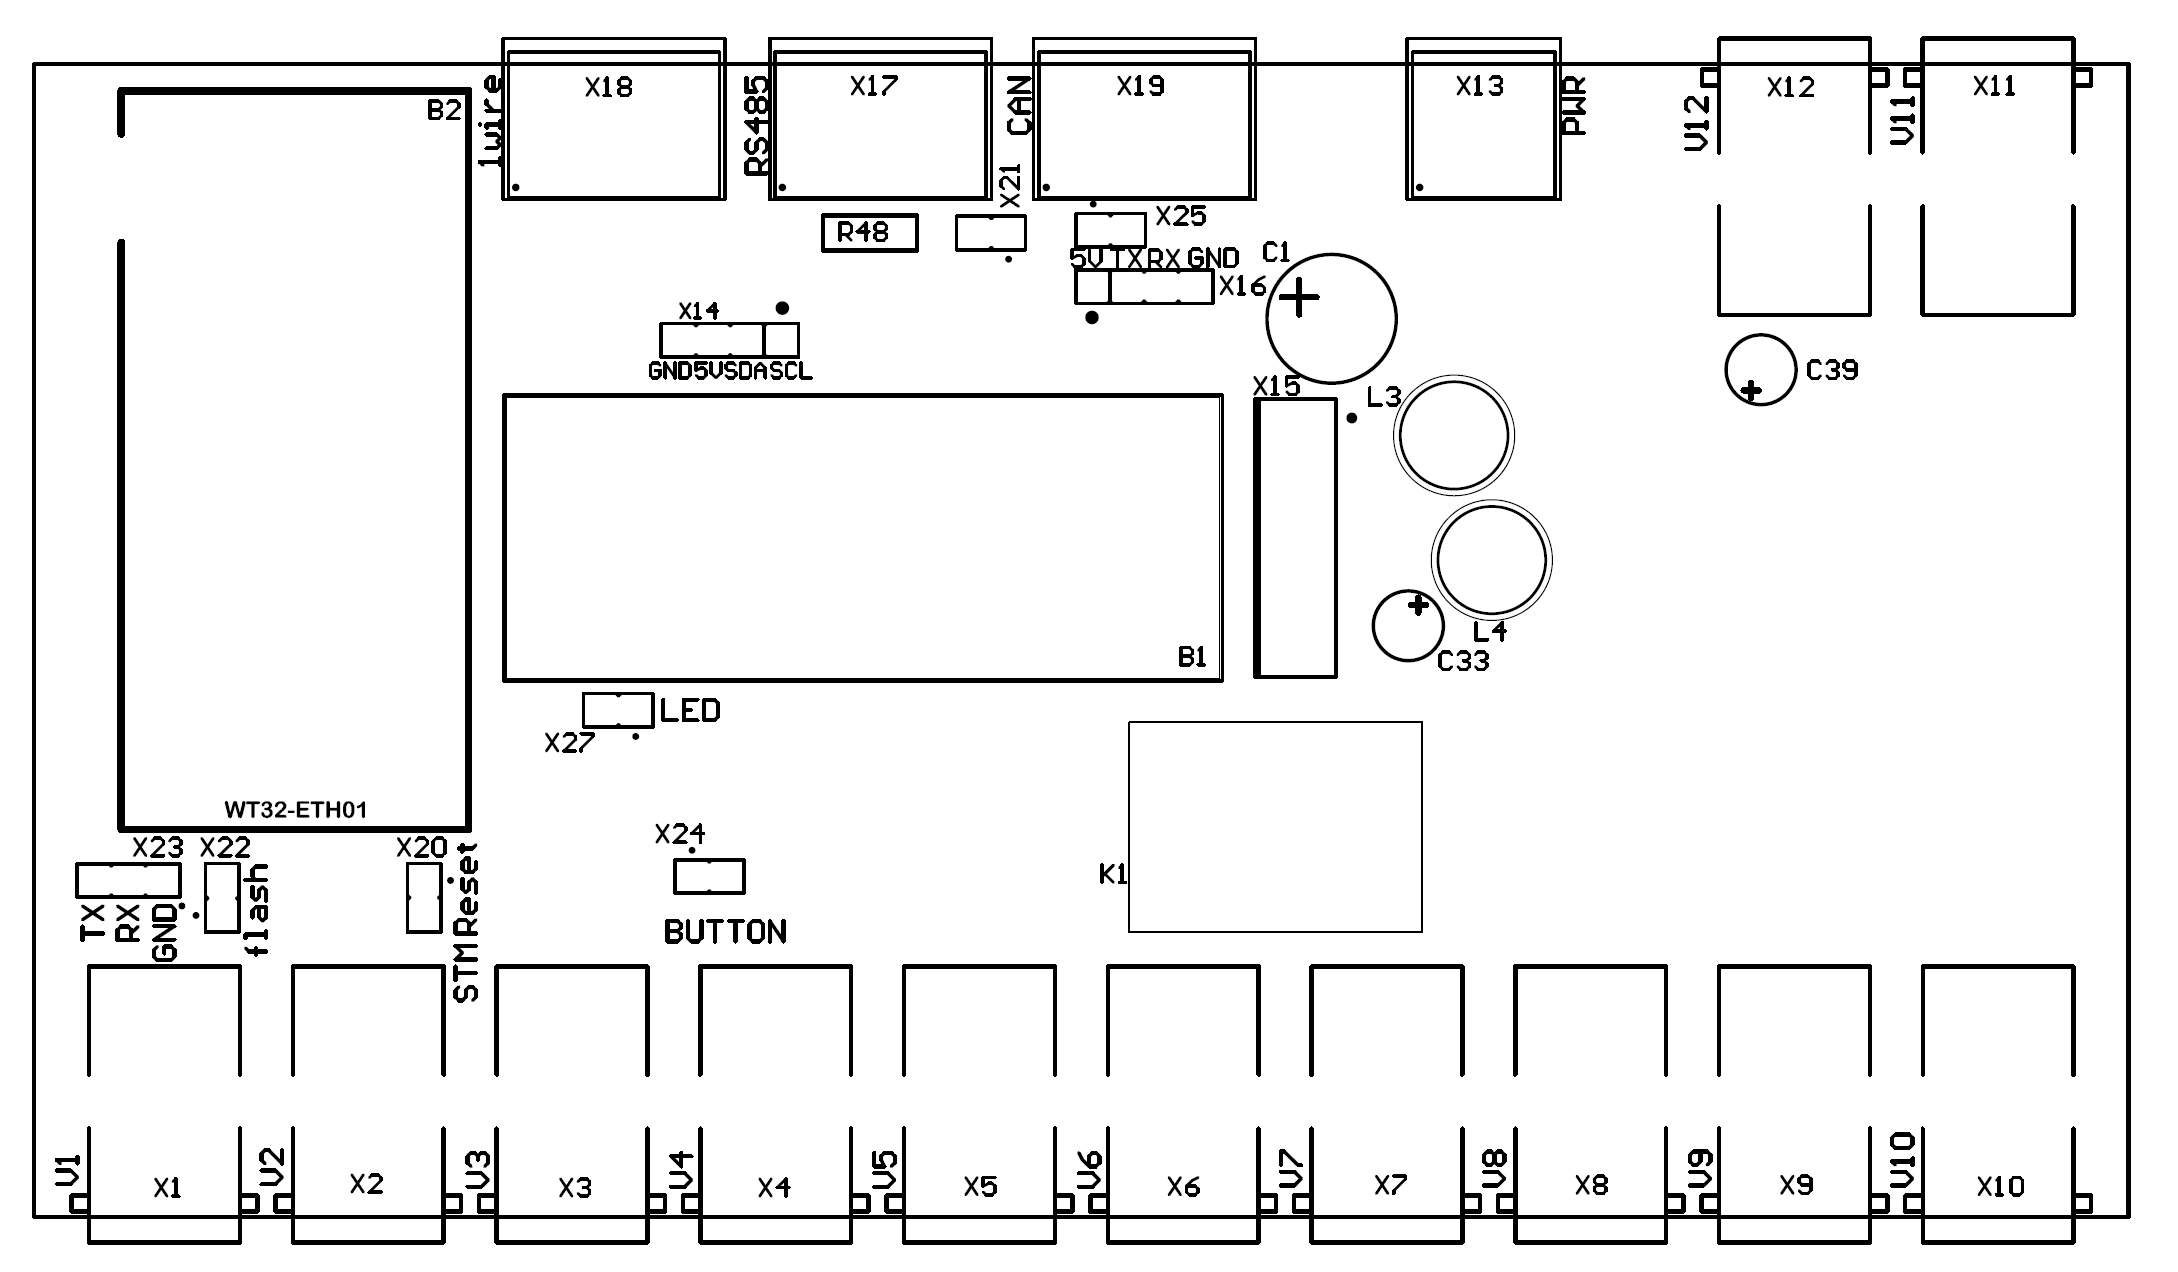 X18
X17
X19
X13
X12
X11
B2
1wire
RS485
CAN
PWR
V12
V11
X21
R48
X25
5V TX RX GND
C1
X16
X14
GND5VSDASCL
X15
L3
C39
B1
L4
C33
LED
X27
WT32-ETH01
X24
X23
X22
X20
K1
TX
RX
GND
flash
STMReset
BUTTON
V1
V2
V3
V4
V5
V6
V7
V8
V9
V10
X1
X2
X3
X4
X5
X6
X7
X8
X9
X10